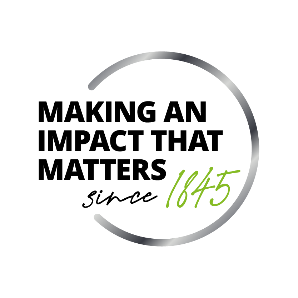 MAKING AN
IMPACT THAT
MATTERS
since 1845